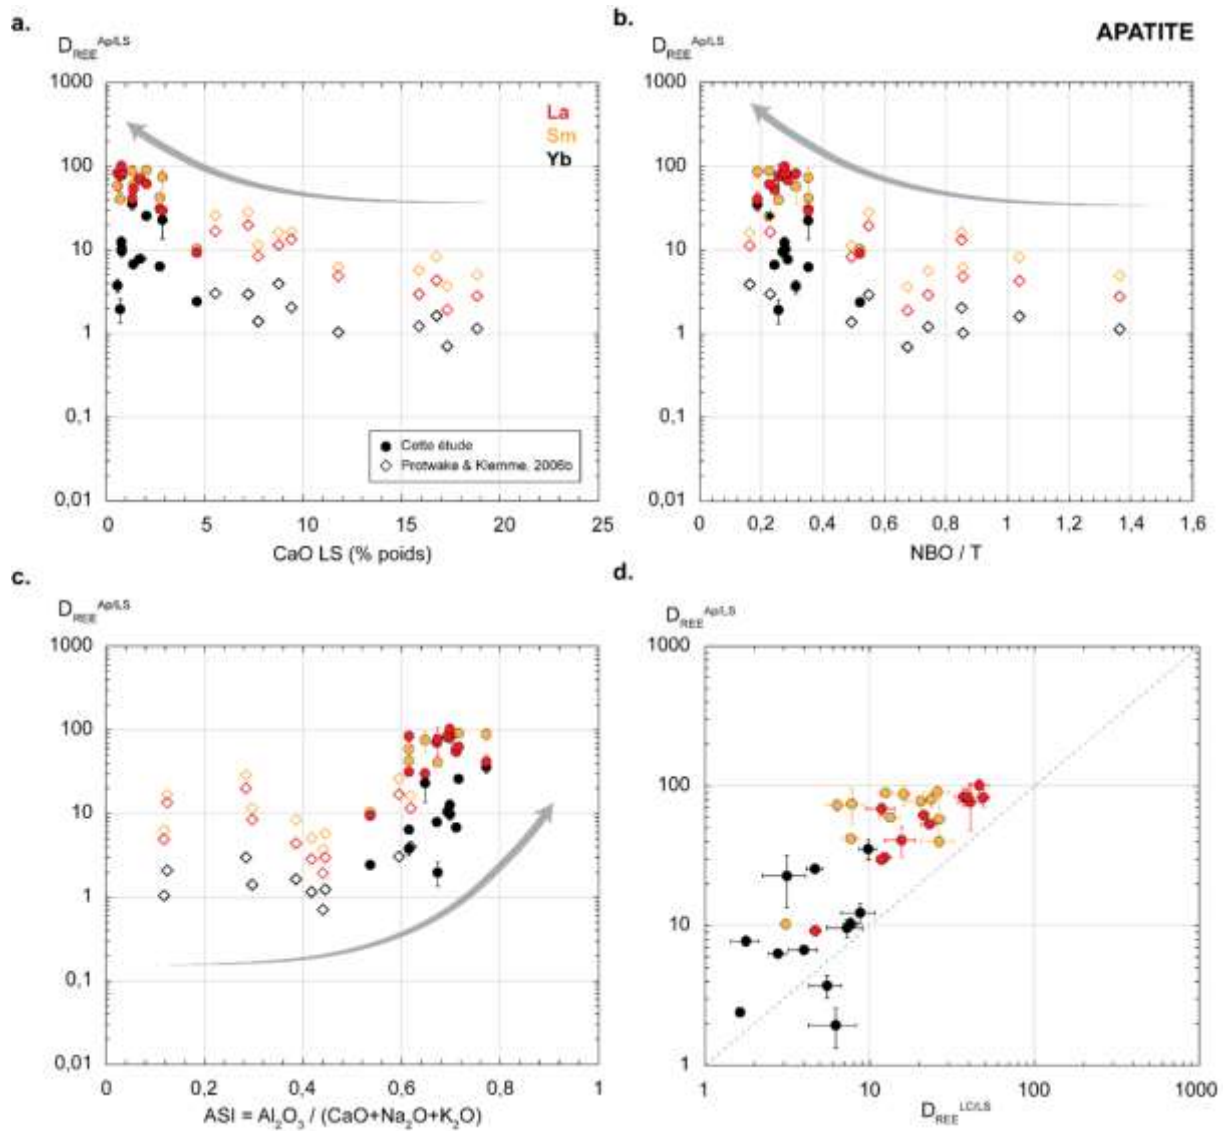 a.
D_REE^Ap/LS
1000
100
10
1
0,1
0,01
La
Sm
Yb
Cette étude
Protwake & Klemme, 2006b
0 5 10 15 20 25
CaO LS (% poids)
b.
APATITE
D_REE^Ap/LS
1000
100
10
1
0,1
0,01
0 0,2 0,4 0,6 0,8 1 1,2 1,4 1,6
NBO / T
c.
D_REE^Ap/LS
1000
100
10
1
0,1
0,01
0 0,2 0,4 0,6 0,8 1
ASI = Al₂O₃ / (CaO+Na₂O+K₂O)
d.
D_REE^Ap/LS
1000
100
10
1
1 10 100 1000
D_REE^LC/LS